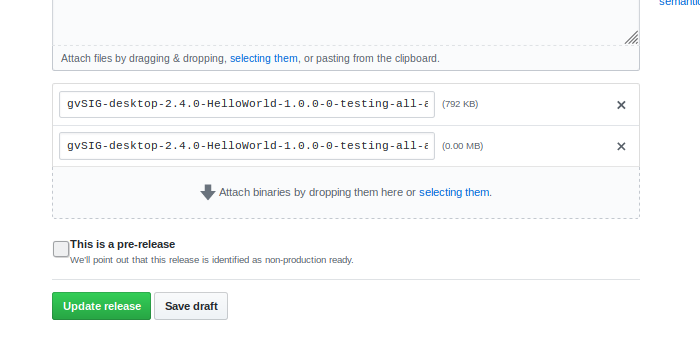 semantic
Attach files by dragging & dropping, selecting them, or pasting from the clipboard.
gvSIG-desktop-2.4.0-HelloWorld-1.0.0-0-testing-all-a (792 KB)
gvSIG-desktop-2.4.0-HelloWorld-1.0.0-0-testing-all-a (0.00 MB)
Attach binaries by dropping them here or selecting them.
This is a pre-release
We'll point out that this release is identified as non-production ready.
Update release Save draft